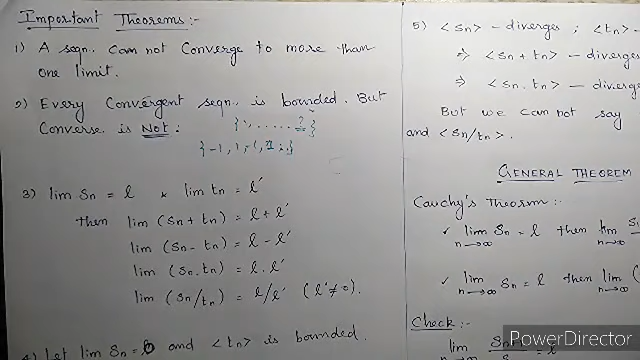 Important Theorems :-
1) A seqn. Can not Converge to more than
one limit.
2) Every Convergent seqn. is bounded. But
Converse is NOT :
{-1, 1, -1, 1 ...}
3) lim Sn = l & lim tn = l'
then lim (Sn + tn) = l + l'
lim (Sn - tn) = l - l'
lim (Sn. tn) = l. l'
lim (Sn/tn) = l/l' (l' ≠ 0).
4) Let lim Sn = 0 and <tn> is bounded.
5) <Sn> - diverges ; <tn> -
⇒ <Sn + tn> - diverges
⇒ <Sn. tn> - diverges
But we can not say
and <Sn/tn>.
GENERAL THEOREM
Cauchy's Theorem :-
✓ lim Sn = l then lim
n→∞ n→∞
✓ lim Sn = l then lim (
n→∞ n→∞
Check :-
lim = l
PowerDirector